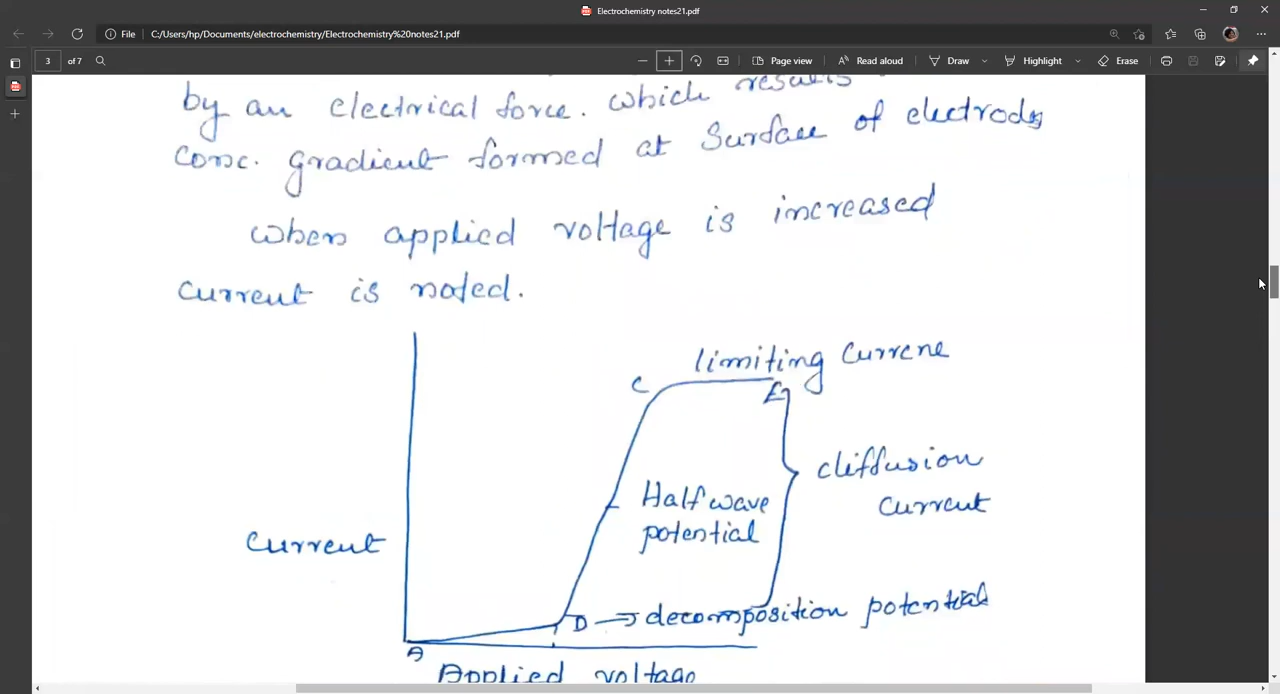 Electrochemistry notes21.pdf
File C:/Users/hp/Documents/electrochemistry/Electrochemistry%20notes21.pdf
3 of 7 Page view Read aloud Draw Highlight Erase
by an electrical force. which results
conc. gradient formed at Surface of electrode
when applied voltage is increased
current is noted.
limiting Currene
C
E
diffusion
current
Half wave
potential
Current
D → decomposition potential
A
Applied voltage